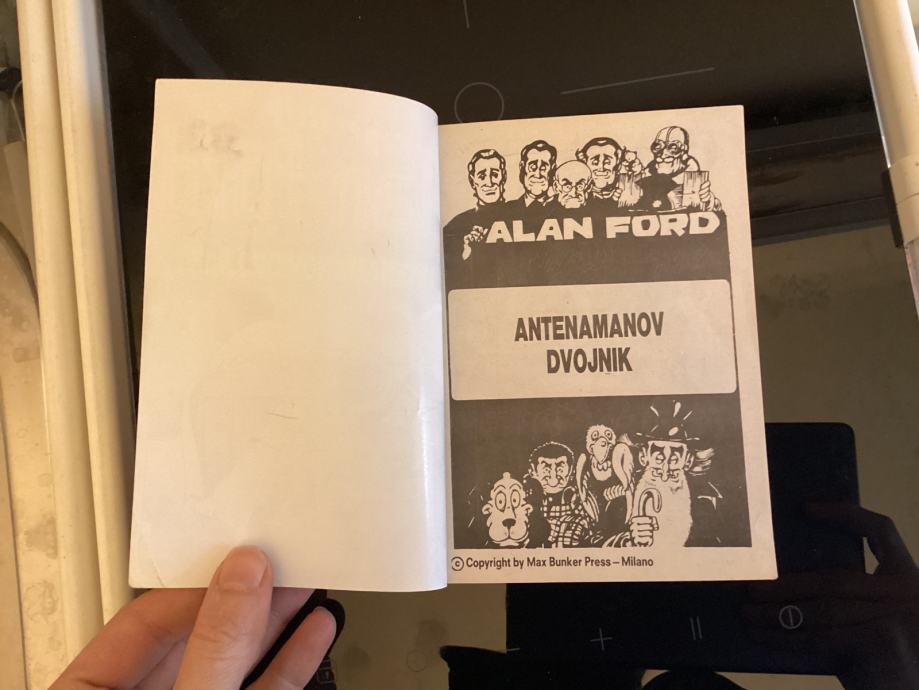 ALAN FORD
ANTENAMANOV
DVOJNIK
© Copyright by Max Bunker Press – Milano